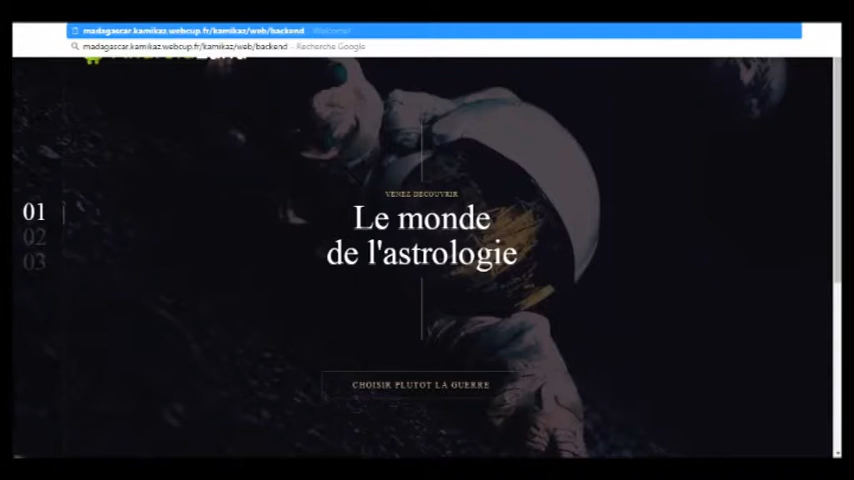 madagascar.kamikaz.webcup.fr/kamikaz/web/backend - Welcome!
madagascar.kamikaz.webcup.fr/kamikaz/web/backend - Recherche Google
01
02
03
VENEZ DECOUVRIR
Le monde
de l'astrologie
CHOISIR PLUTOT LA GUERRE